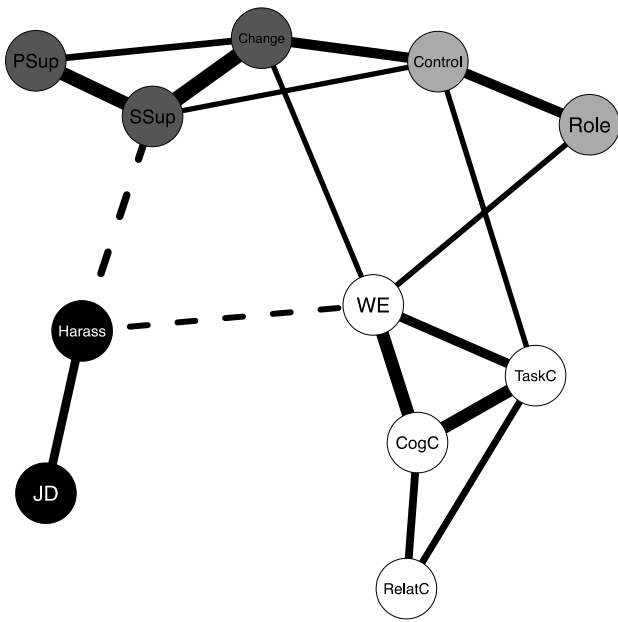 Change
PSup
Control
SSup
Role
WE
Harass
TaskC
CogC
JD
RelatC